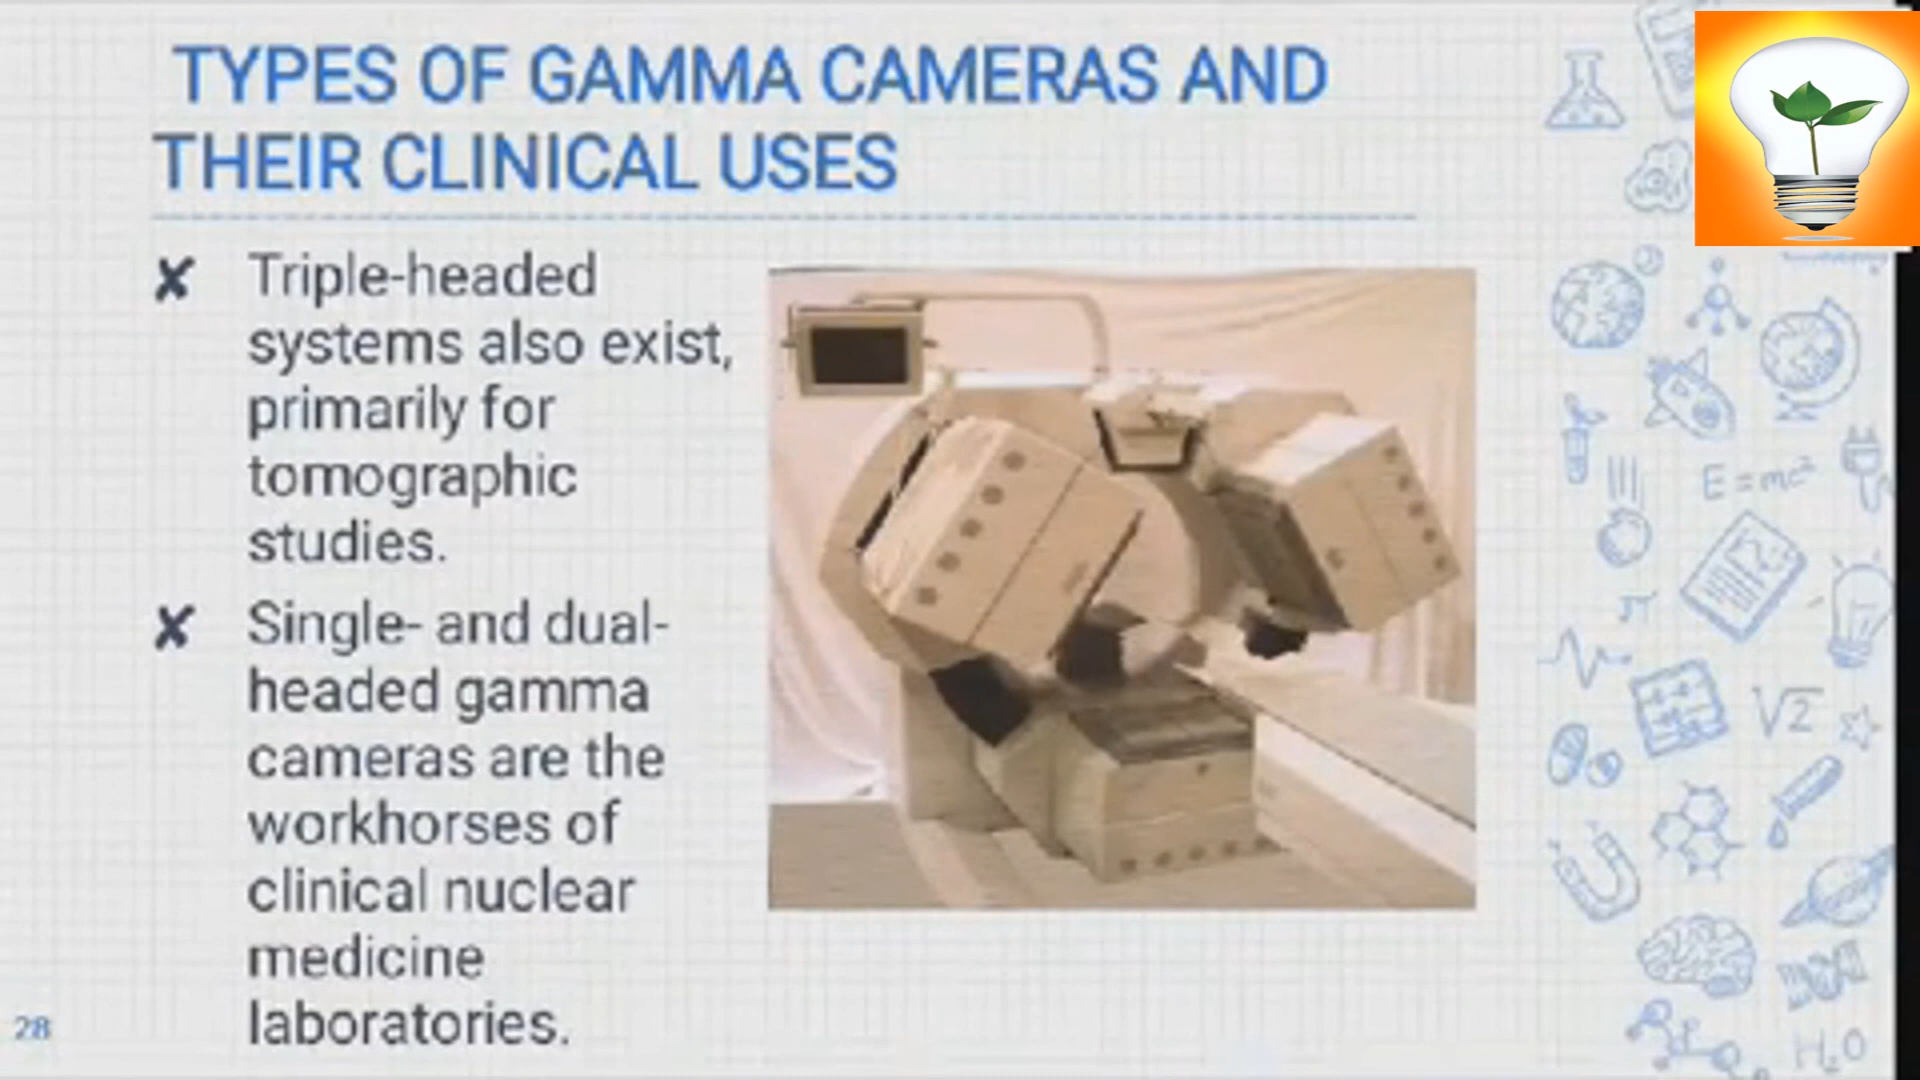 TYPES OF GAMMA CAMERAS AND
THEIR CLINICAL USES
✘ Triple-headed
systems also exist,
primarily for
tomographic
studies.
✘ Single- and dual-
headed gamma
cameras are the
workhorses of
clinical nuclear
medicine
laboratories.
28
E=mc²
π
√2
H₂O